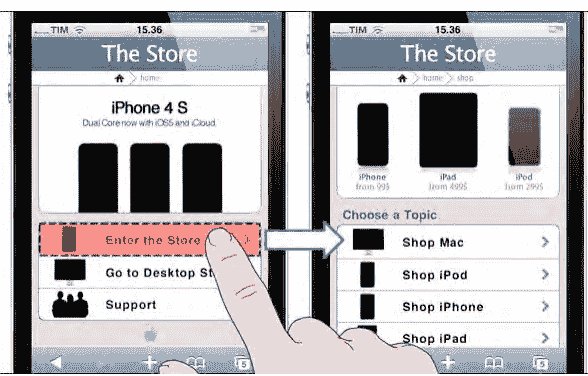 TIM 15.36
The Store
home
iPhone 4 S
Dual Core now with iOS5 and iCloud.
Enter the Store
Go to Desktop St
Support
5
TIM 15.36
The Store
home shop
iPhone iPad iPod
from 99$ from 499$ from 299$
Choose a Topic
Shop Mac
Shop iPod
Shop iPhone
Shop iPad
5